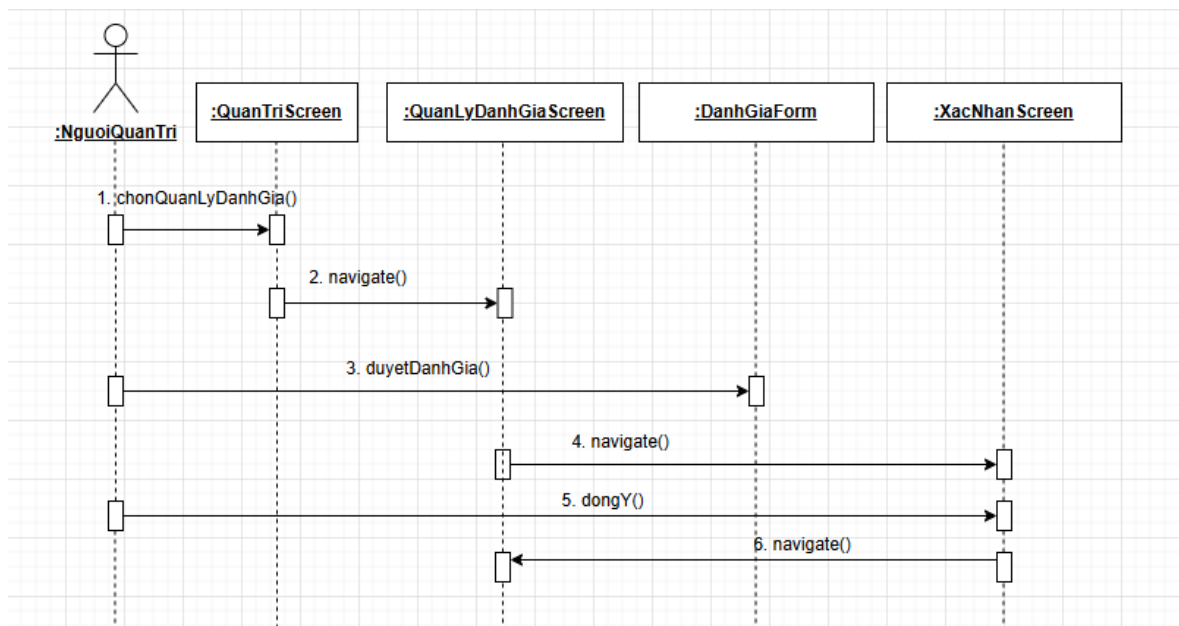 :NguoiQuanTri
:QuanTriScreen
:QuanLyDanhGiaScreen
:DanhGiaForm
:XacNhanScreen
1. chonQuanLyDanhGia()
2. navigate()
3. duyetDanhGia()
4. navigate()
5. dongY()
6. navigate()